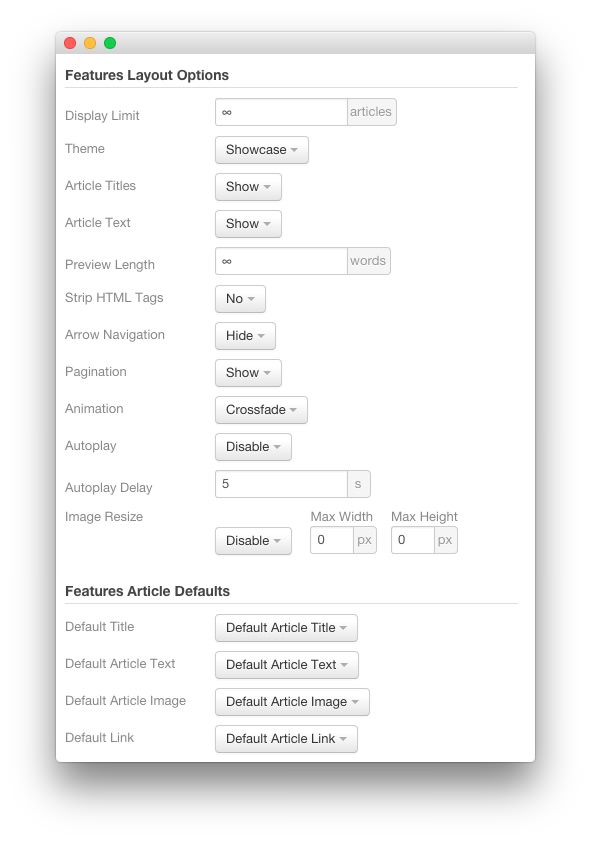 Features Layout Options
Display Limit ∞ articles
Theme Showcase
Article Titles Show
Article Text Show
Preview Length ∞ words
Strip HTML Tags No
Arrow Navigation Hide
Pagination Show
Animation Crossfade
Autoplay Disable
Autoplay Delay 5 s
Image Resize Max Width Max Height
Disable 0 px 0 px
Features Article Defaults
Default Title Default Article Title
Default Article Text Default Article Text
Default Article Image Default Article Image
Default Link Default Article Link